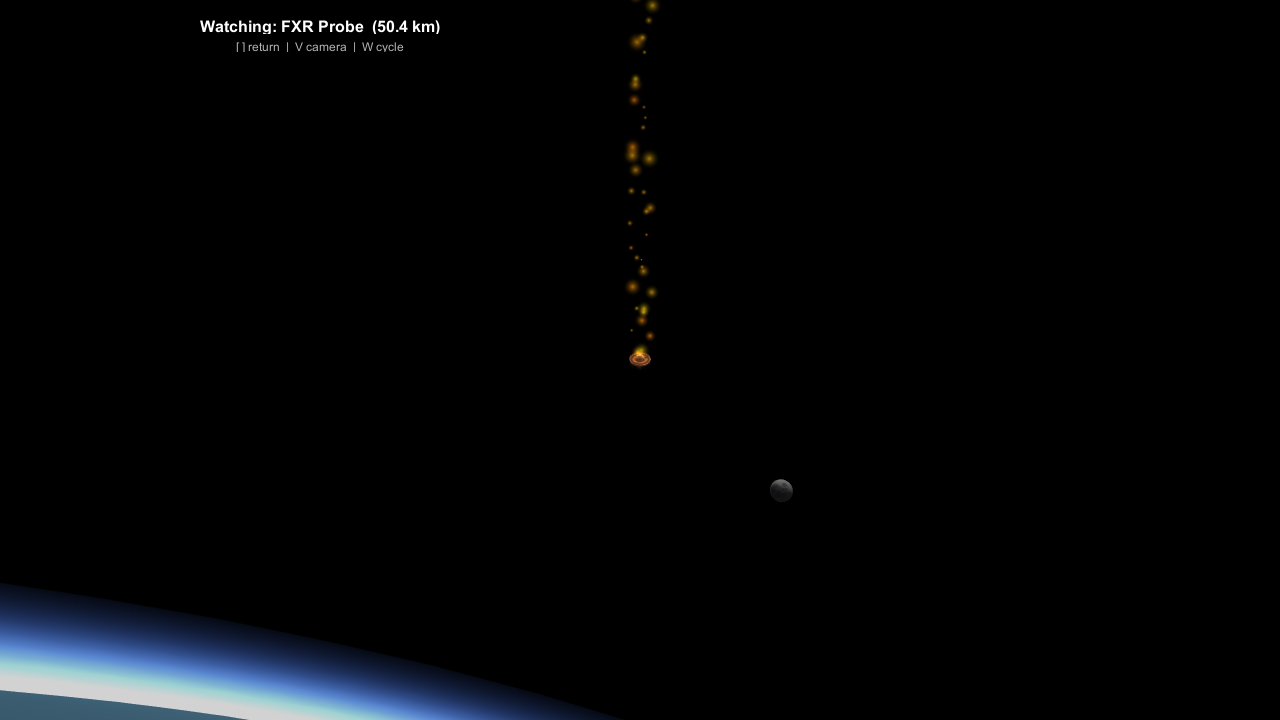 Watching: FXR Probe (50.4 km)
[ ] return | V camera | W cycle